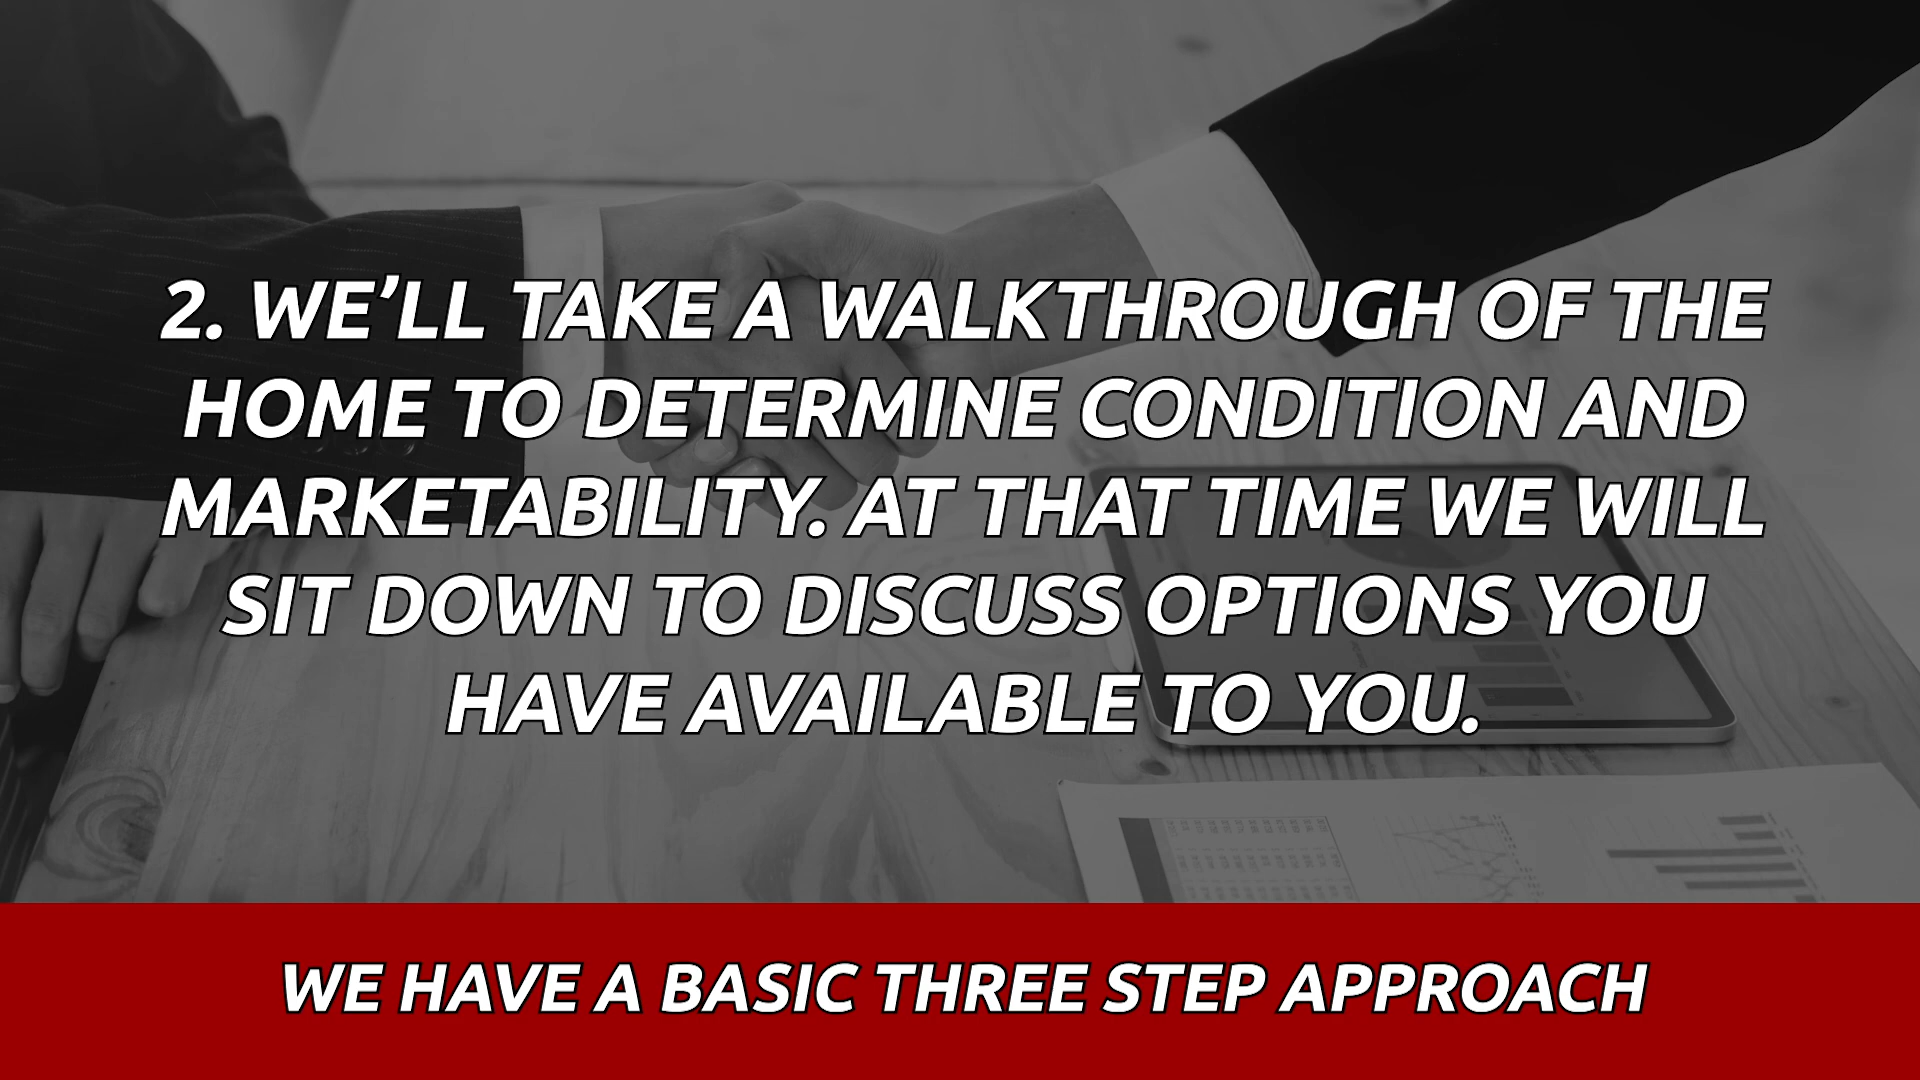 2. WE’LL TAKE A WALKTHROUGH OF THE
HOME TO DETERMINE CONDITION AND
MARKETABILITY. AT THAT TIME WE WILL
SIT DOWN TO DISCUSS OPTIONS YOU
HAVE AVAILABLE TO YOU.
WE HAVE A BASIC THREE STEP APPROACH